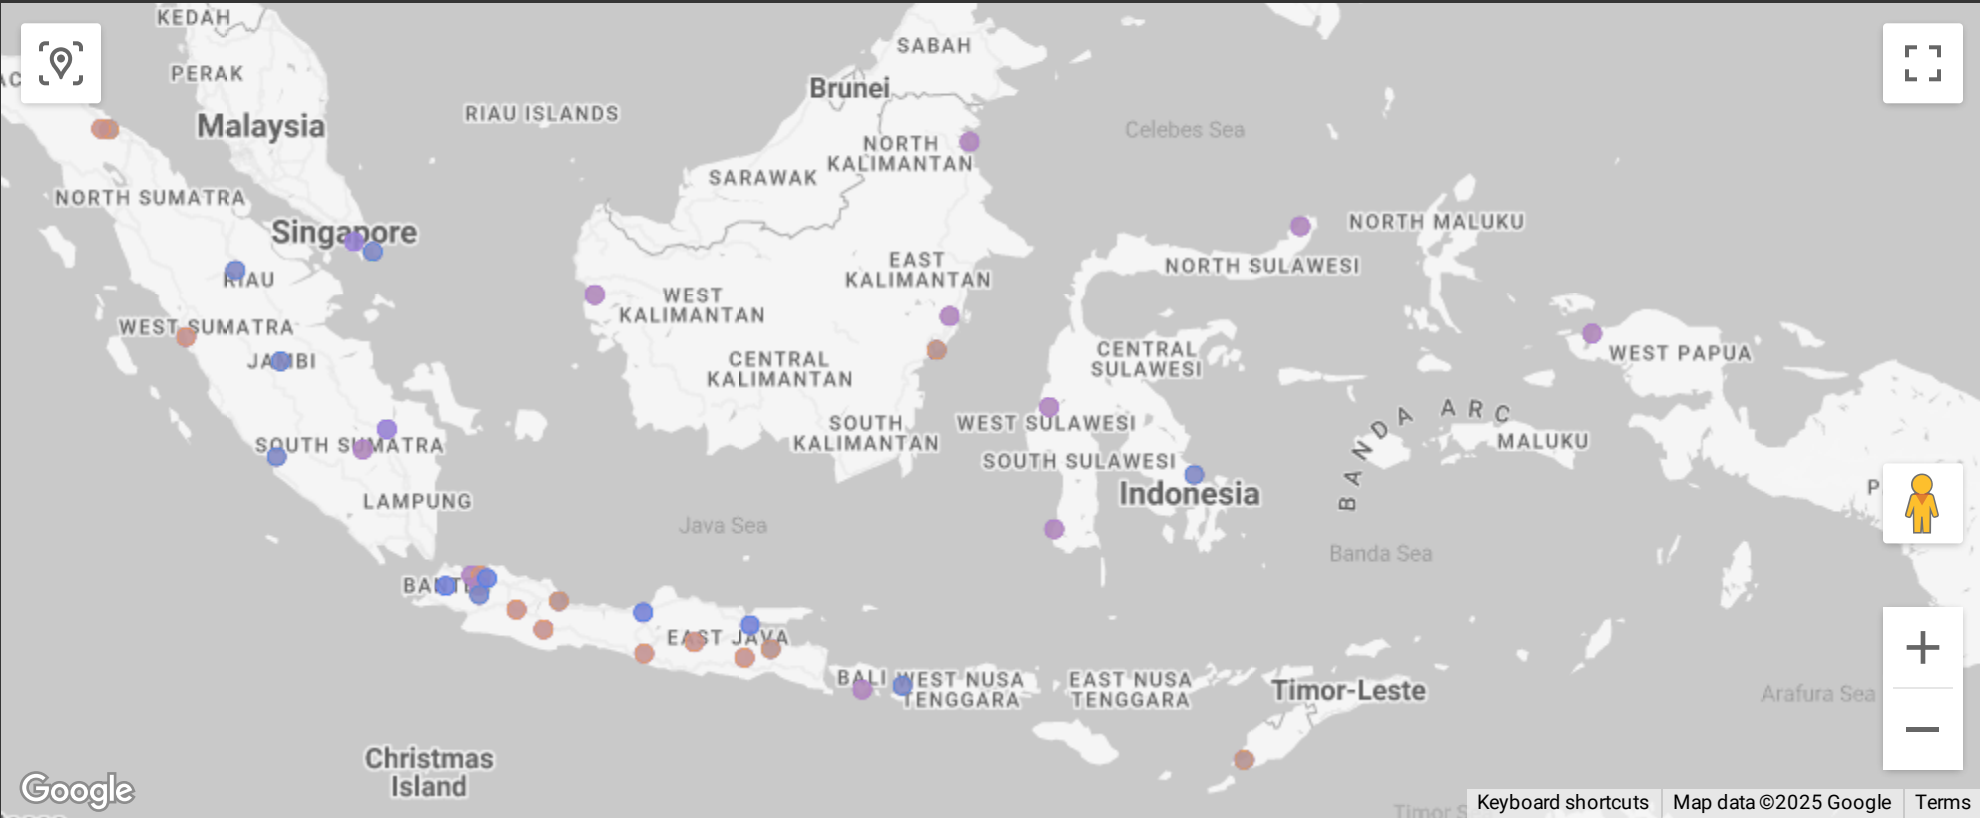 KEDAH
SABAH
PERAK
Brunei
RIAU ISLANDS
Malaysia
Celebes Sea
NORTH
KALIMANTAN
SARAWAK
NORTH SUMATRA
NORTH MALUKU
Singapore
EAST
KALIMANTAN
NORTH SULAWESI
RIAU
WEST
KALIMANTAN
WEST SUMATRA
CENTRAL
SULAWESI
WEST PAPUA
JAMBI
CENTRAL
KALIMANTAN
BANDA ARC
SOUTH
KALIMANTAN
WEST SULAWESI
MALUKU
SOUTH SUMATRA
SOUTH SULAWESI
Indonesia
LAMPUNG
Java Sea
Banda Sea
EAST JAVA
BALI
WEST NUSA
TENGGARA
EAST NUSA
TENGGARA
Timor-Leste
Arafura Sea
Christmas
Island
Google
Keyboard shortcuts
Map data ©2025 Google
Terms